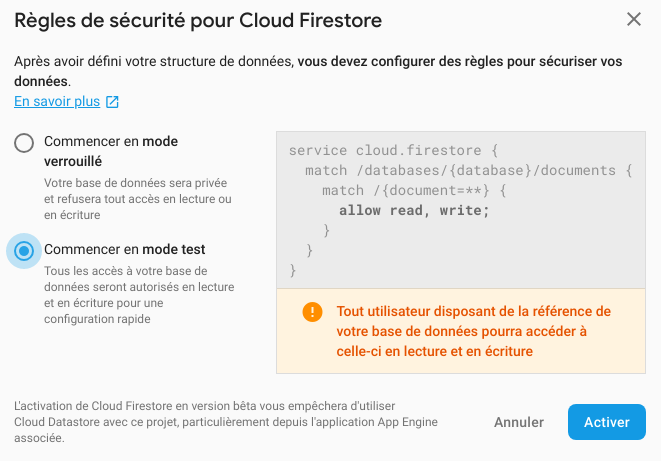 Règles de sécurité pour Cloud Firestore
Après avoir défini votre structure de données, vous devez configurer des règles pour sécuriser vos
données.
En savoir plus
Commencer en mode
verrouillé
Votre base de données sera privée
et refusera tout accès en lecture ou
en écriture
Commencer en mode test
Tous les accès à votre base de
données seront autorisés en lecture
et en écriture pour une
configuration rapide
service cloud.firestore {
match /databases/{database}/documents {
match /{document=**} {
allow read, write;
}
}
}
Tout utilisateur disposant de la référence de
votre base de données pourra accéder à
celle-ci en lecture et en écriture
L'activation de Cloud Firestore en version bêta vous empêchera d'utiliser
Cloud Datastore avec ce projet, particulièrement depuis l'application App Engine
associée.
Annuler
Activer